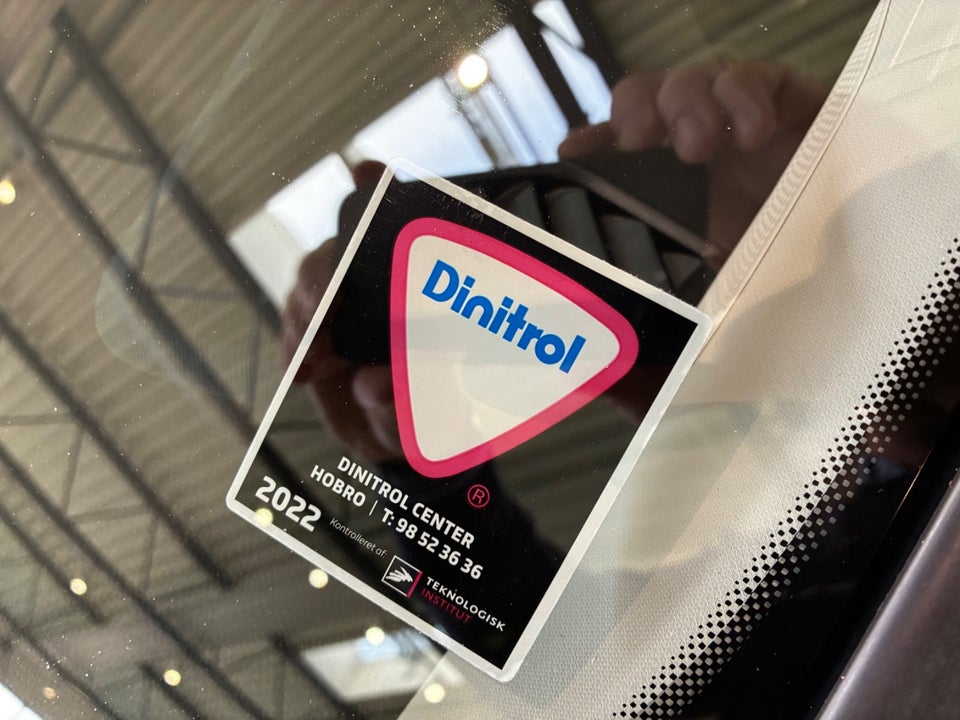 Dinitrol
®
DINITROL CENTER
HOBRO | T: 98 52 36 36
2022
Kontrolleret af:
TEKNOLOGISK
INSTITUT